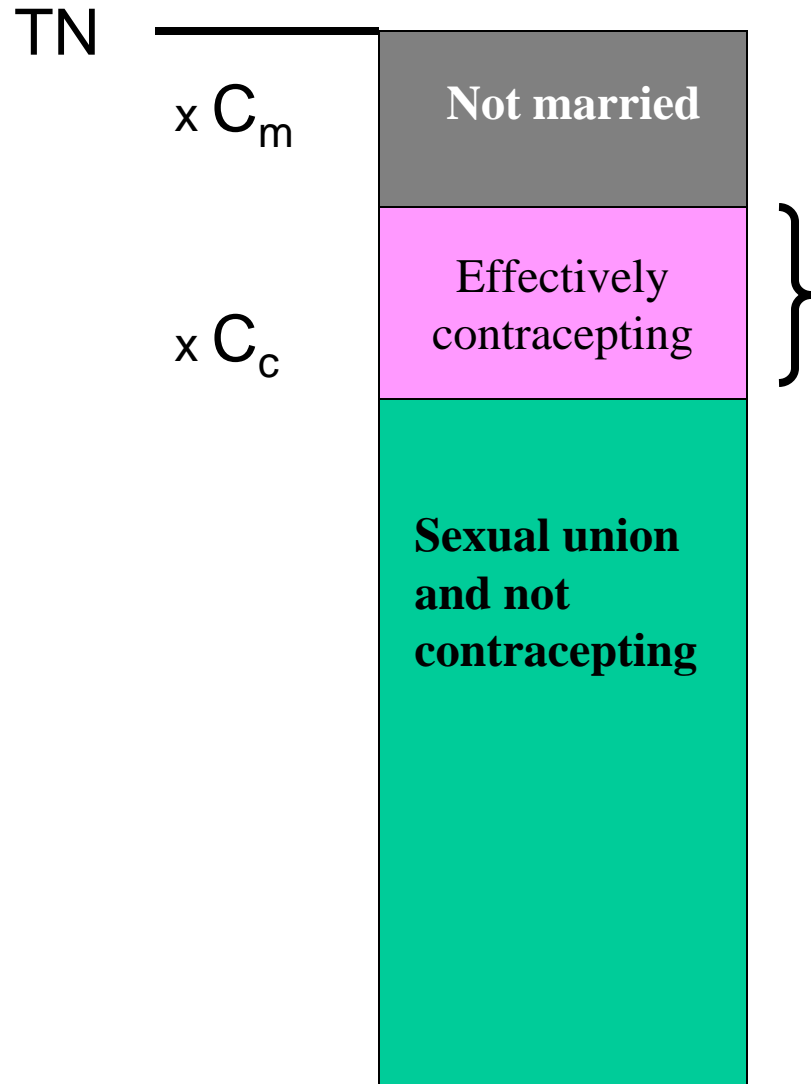 TN
x Cm
Not married
Effectively
contracepting
x Cc
Sexual union
and not
contracepting